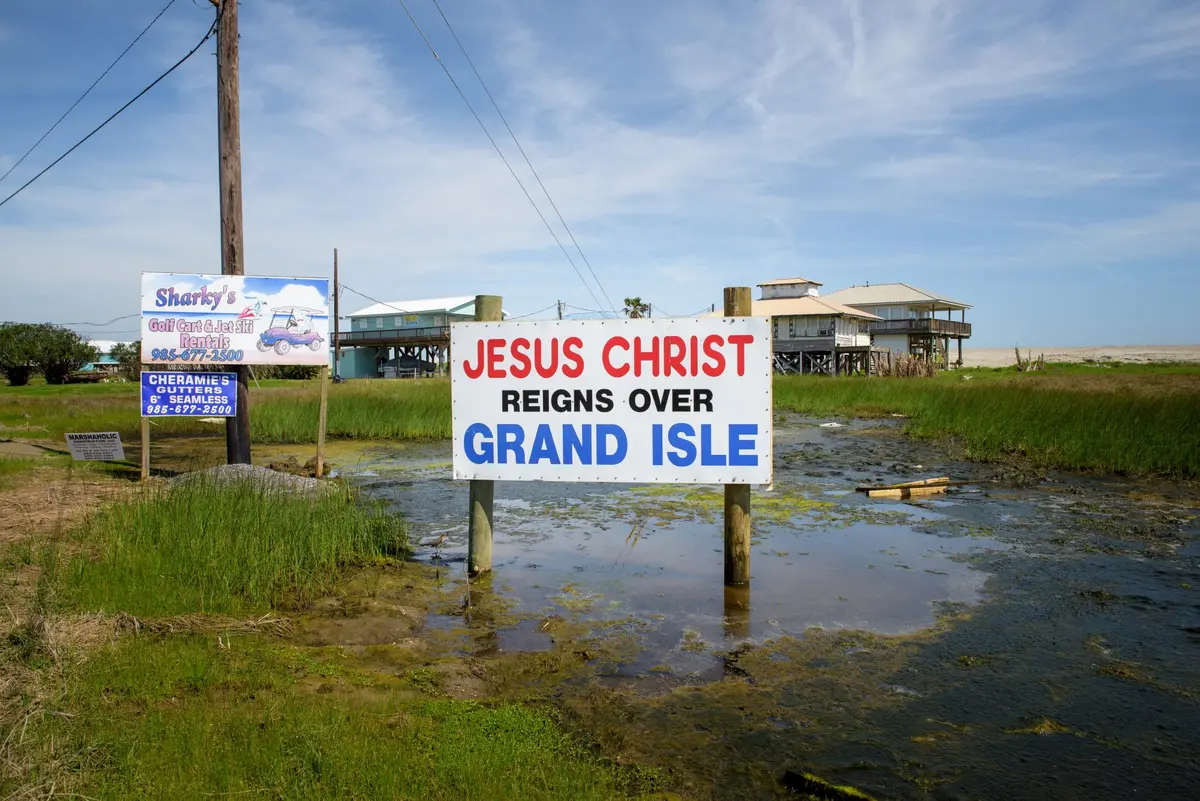 Sharky's
Golf Cart & Jet Ski
Rentals
985-677-2500
CHERAMIE'S
GUTTERS
6" SEAMLESS
985-677-2500
MARSHAHOLIC
JESUS CHRIST
REIGNS OVER
GRAND ISLE